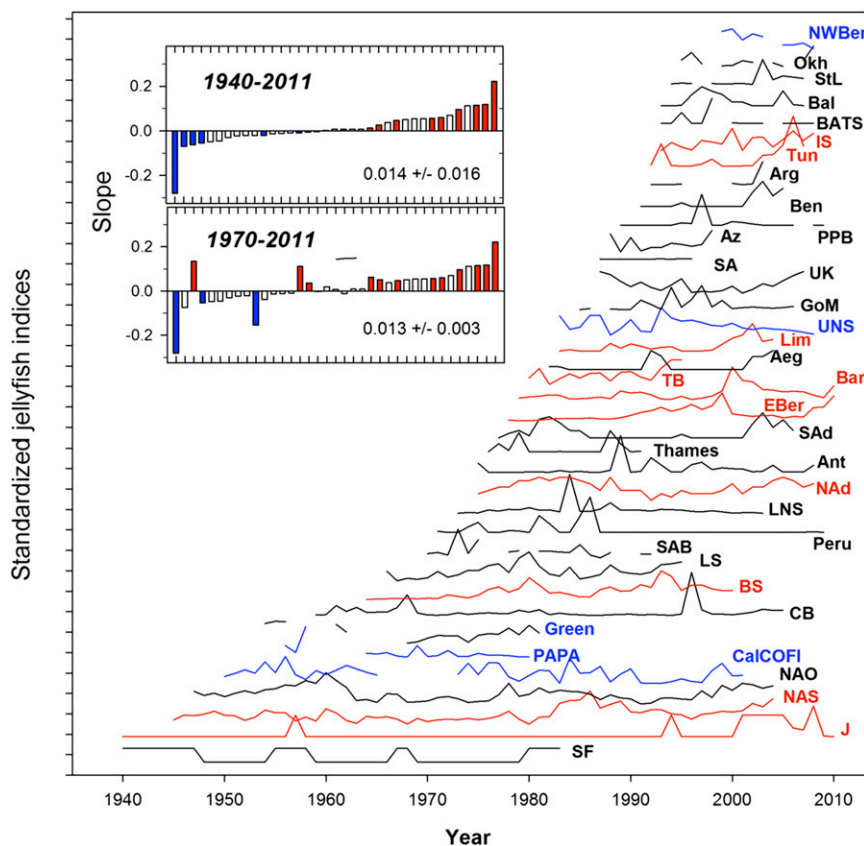 NWBer
Okh
StL
Bal
BATS
IS
Tun
Arg
Ben
PPB
Az
SA
UK
GoM
UNS
Lim
Aeg
TB
Bar
EBer
SAd
Thames
Ant
NAd
LNS
Peru
SAB
LS
BS
CB
Green
PAPA
CalCOFI
NAO
NAS
J
SF
1940-2011
0.2
0.0
-0.2
0.014 +/- 0.016
Slope
1970-2011
0.2
0.0
-0.2
0.013 +/- 0.003
Standardized jellyfish indices
1940 1950 1960 1970 1980 1990 2000 2010
Year